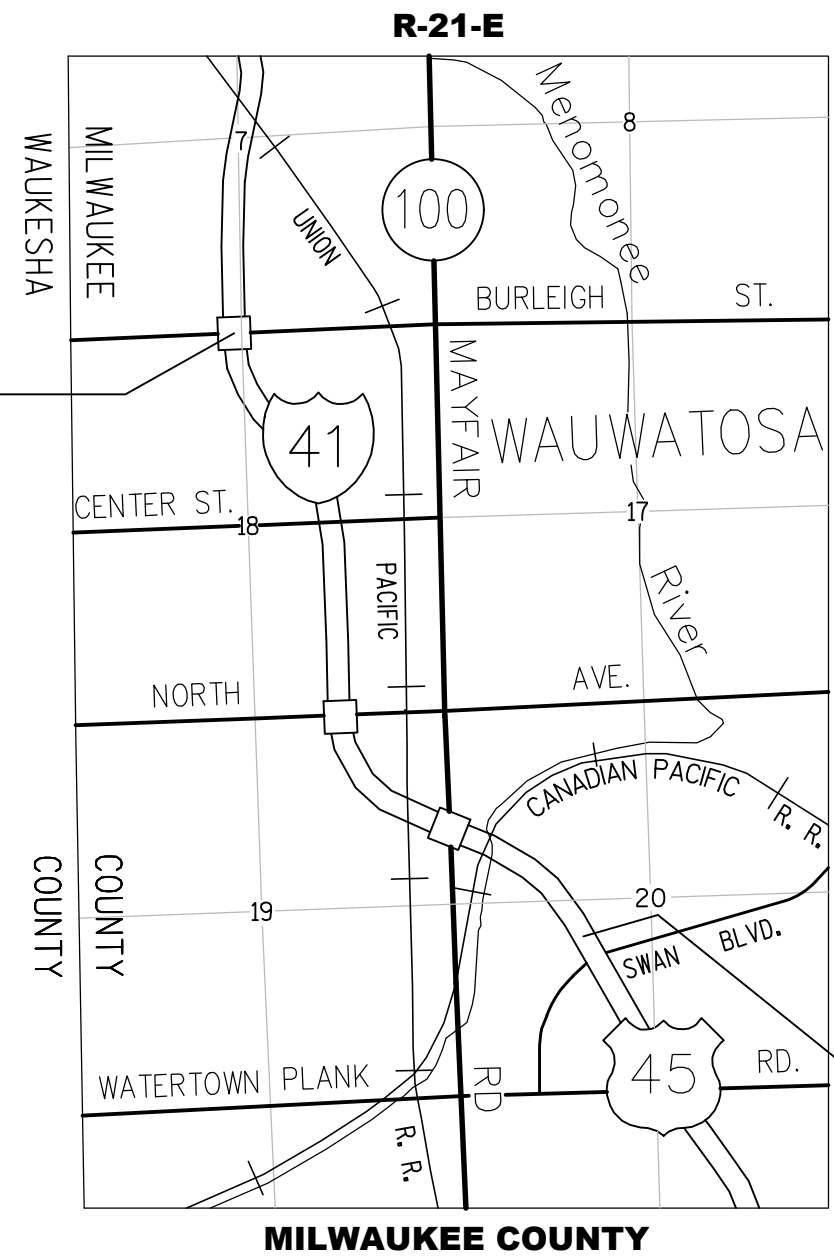 R-21-E
7
8
Menomonee
MILWAUKEE
WAUKESHA
100
UNION
BURLEIGH ST.
MAYFAIR
WAUWATOSA
41
CENTER ST.
18
17
PACIFIC
River
NORTH AVE.
CANADIAN PACIFIC R. R.
COUNTY
COUNTY
19
20
SWAN BLVD.
45
WATERTOWN PLANK RD.
RD
R. R.
MILWAUKEE COUNTY